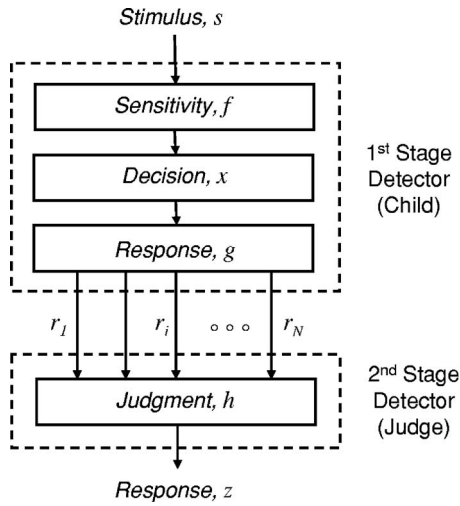 Stimulus, s
Sensitivity, f
Decision, x
Response, g
1st Stage
Detector
(Child)
r1 ri rN
Judgment, h
2nd Stage
Detector
(Judge)
Response, z